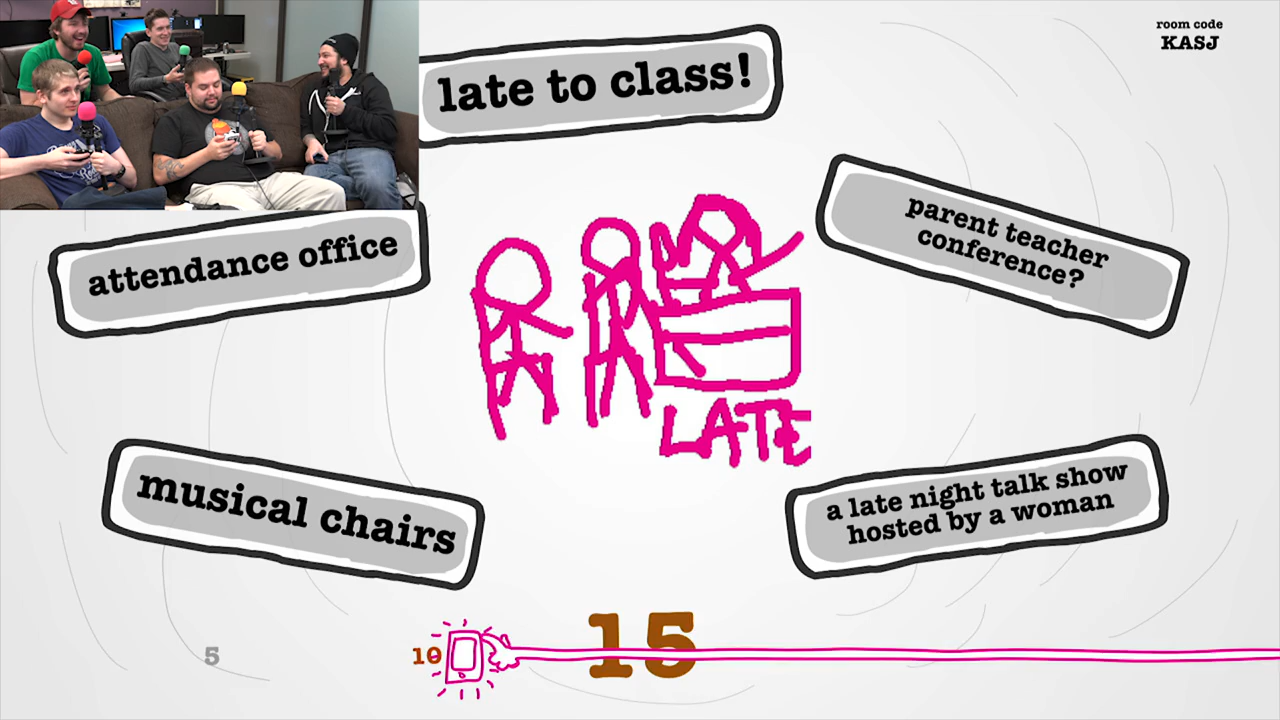 room code
KASJ
late to class!
attendance office
parent teacher
conference?
LATE
musical chairs
a late night talk show
hosted by a woman
5
10
15